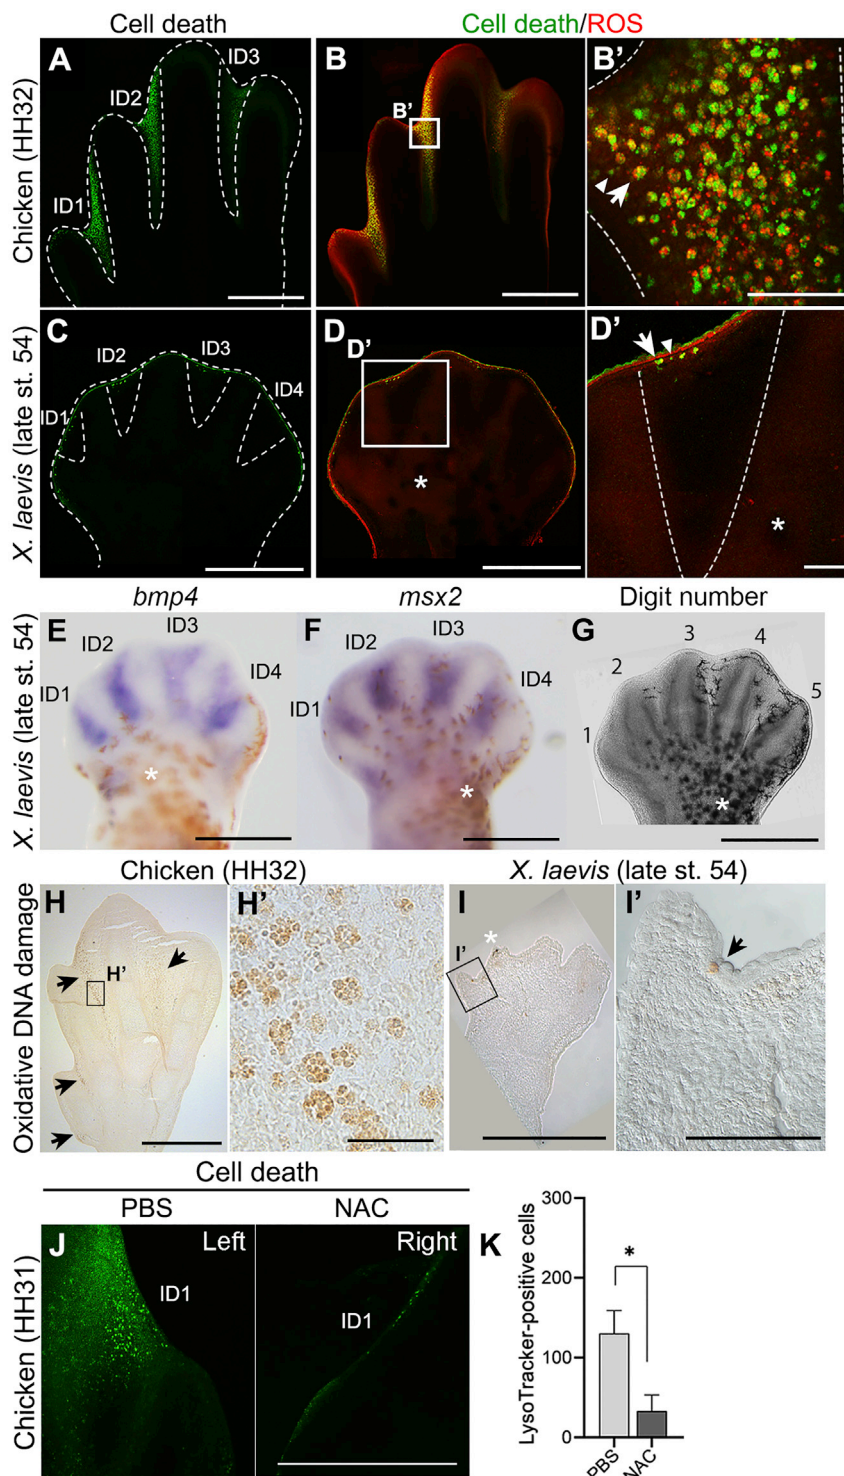 Cell death
Cell death/ROS
Chicken (HH32)
A
ID1
ID2
ID3
B
B'
B'
X. laevis (late st. 54)
C
ID1
ID2
ID3
ID4
D
D'
*
D'
*
bmp4
msx2
Digit number
X. laevis (late st. 54)
E
ID1
ID2
ID3
ID4
*
F
ID1
ID2
ID3
ID4
*
G
1
2
3
4
5
*
Chicken (HH32)
X. laevis (late st. 54)
Oxidative DNA damage
H
H'
H'
I
I'
*
I'
Cell death
PBS
NAC
Chicken (HH31)
J
Left
ID1
Right
ID1
K
LysoTracker-positive cells
300
200
100
0
*
PBS
NAC